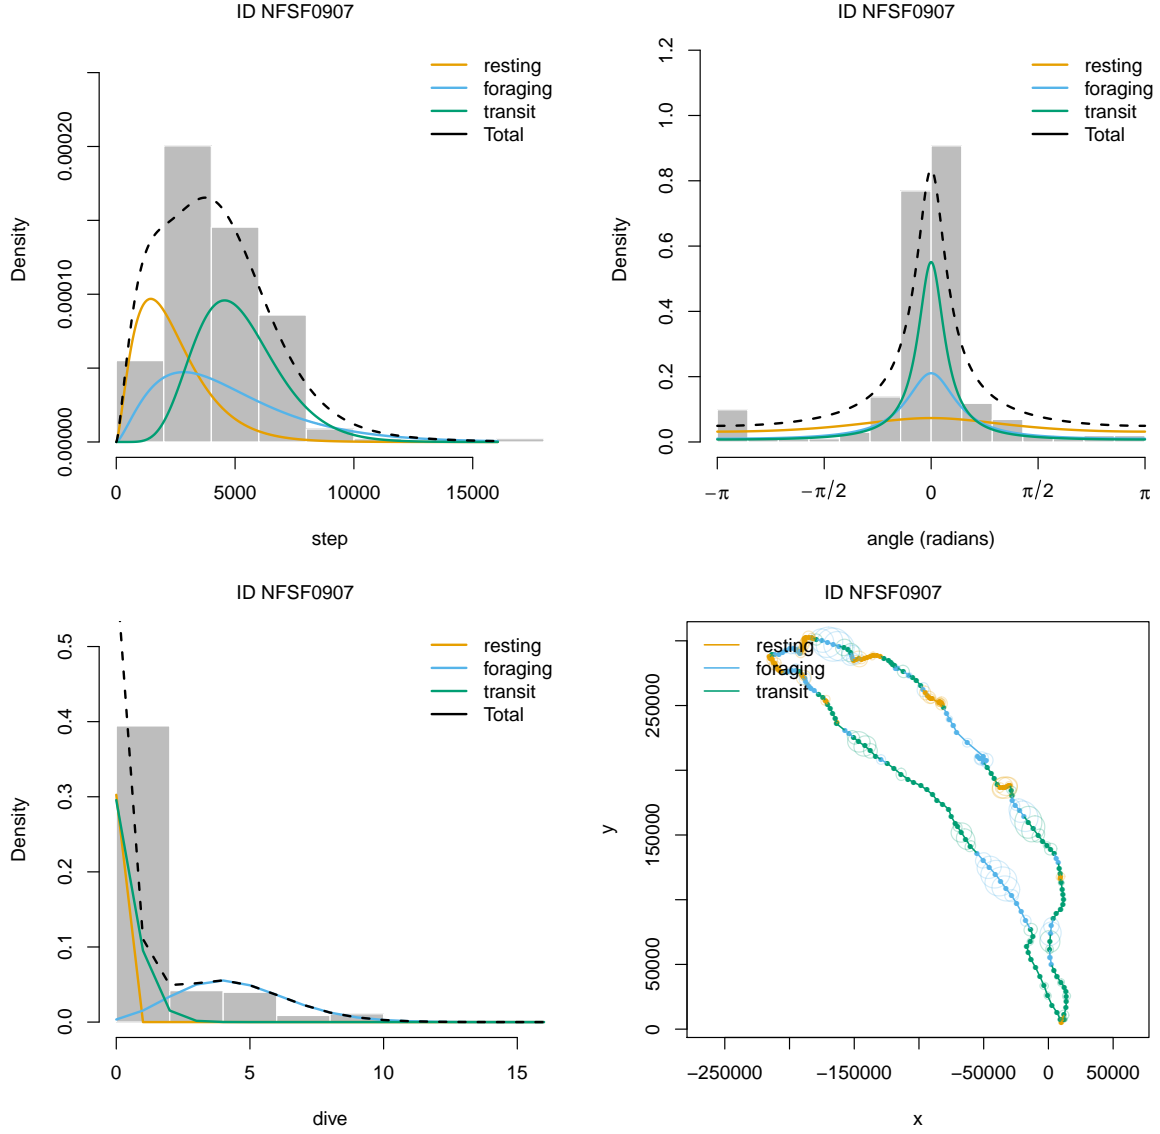 ID NFSF0907
resting
foraging
transit
Total
0.00000
0.00010
0.00020
Density
0
5000
10000
15000
step
ID NFSF0907
resting
foraging
transit
Total
0.0
0.2
0.4
0.6
0.8
1.0
1.2
Density
−π
−π/2
0
π/2
π
angle (radians)
ID NFSF0907
resting
foraging
transit
Total
0.0
0.1
0.2
0.3
0.4
0.5
Density
0
5
10
15
dive
ID NFSF0907
resting
foraging
transit
0
50000
150000
250000
y
−250000
−150000
−50000
0
50000
x